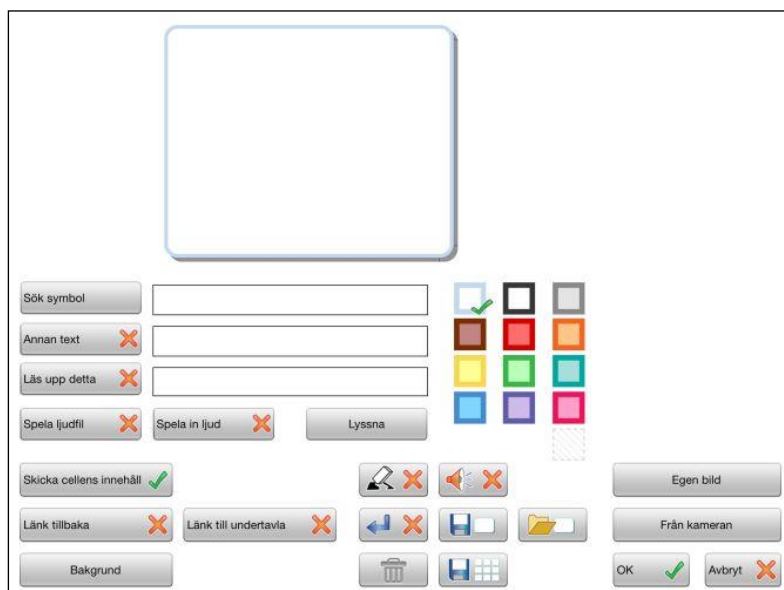 Sök symbol
Annan text
Läs upp detta
Spela ljudfil
Spela in ljud
Lyssna
Skicka cellens innehåll
Egen bild
Länk tillbaka
Länk till undertavla
Från kameran
Bakgrund
OK
Avbryt